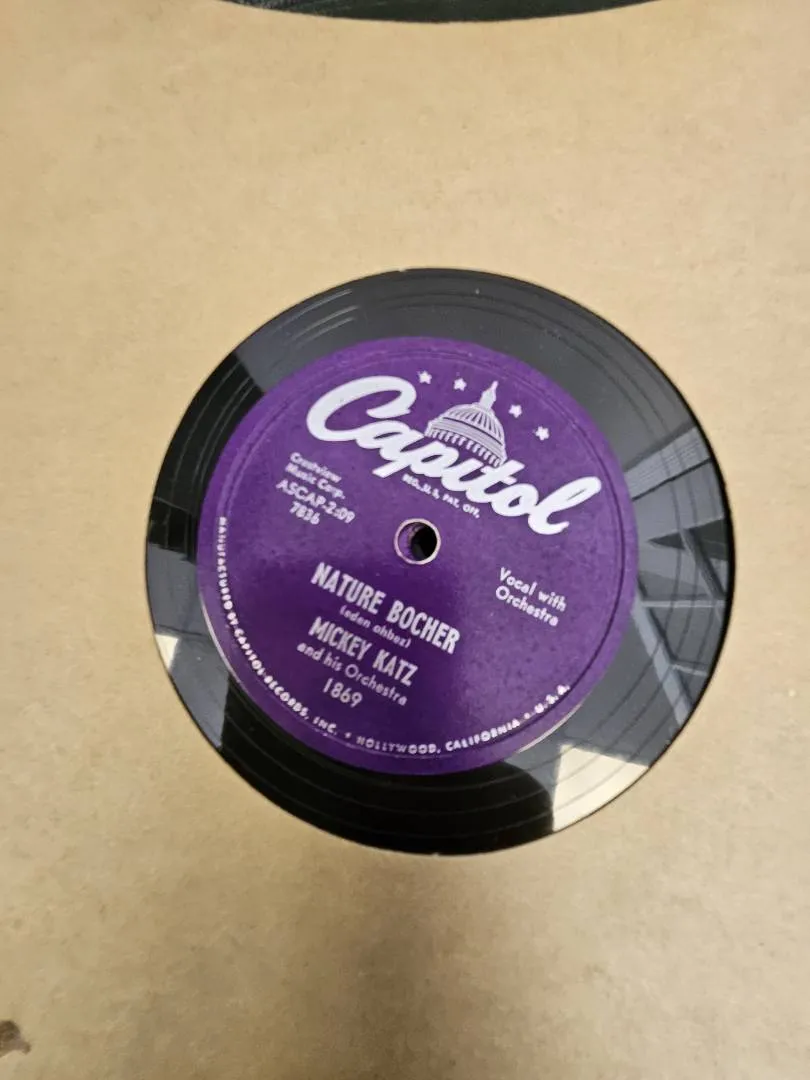 Capitol
REG. U. S. PAT. OFF.
Crestview
Music Corp.
ASCAP-2:09
7836
Vocal with
Orchestra
NATURE BOCHER
(eden ahbez)
MICKEY KATZ
and his Orchestra
1869
MANUFACTURED BY CAPITOL RECORDS, INC. • HOLLYWOOD, CALIFORNIA • U.S.A.